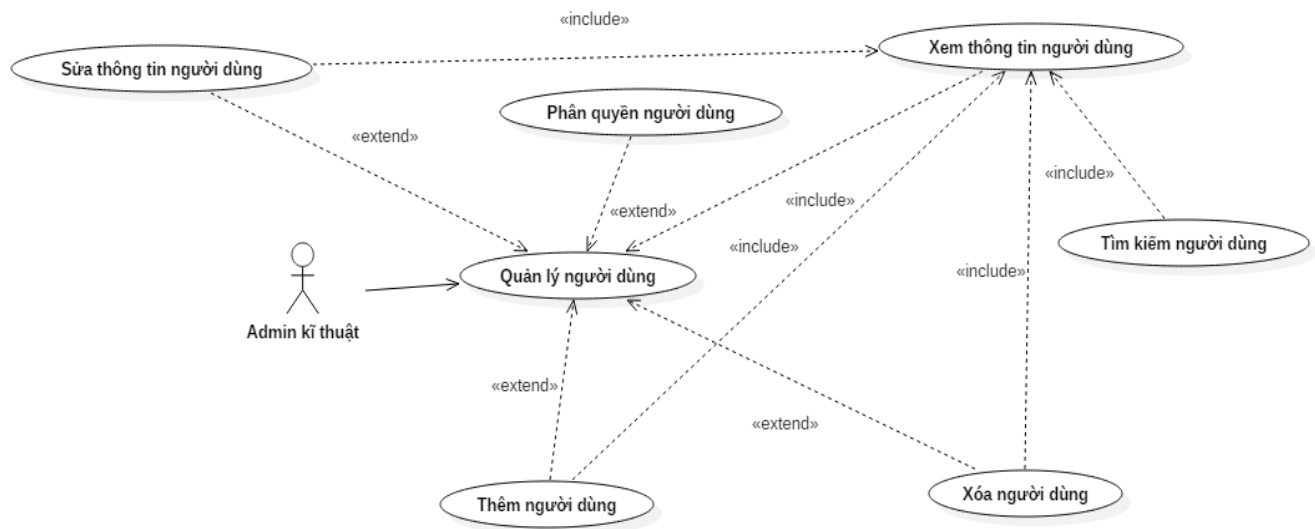 «include»
Xem thông tin người dùng
Sửa thông tin người dùng
Phân quyền người dùng
«extend»
«include»
«include»
«extend»
«include»
Tìm kiếm người dùng
«include»
Quản lý người dùng
Admin kĩ thuật
«extend»
«extend»
Thêm người dùng
Xóa người dùng